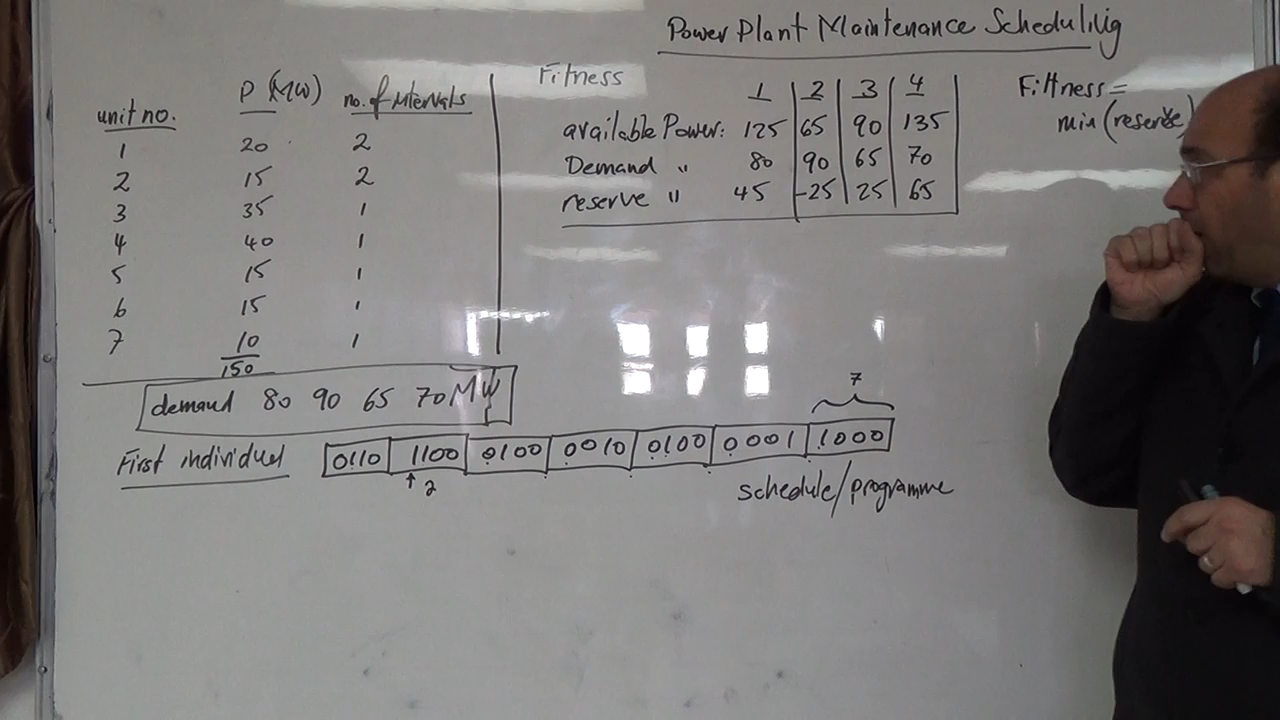 Power Plant Maintenance Scheduling
unit no. P (MW) no. of intervals
1 20 2
2 15 2
3 35 1
4 40 1
5 15 1
6 15 1
7 10 1
150
Fitness
1 2 3 4
available Power: 125 65 90 135
Demand " 80 90 65 70
reserve " 45 -25 25 65
Fittness =
min (reserve)
demand 80 90 65 70 MW
7
First individual 0110 1100 0100 0010 0100 0001 1000
↑ 2
schedule/programme